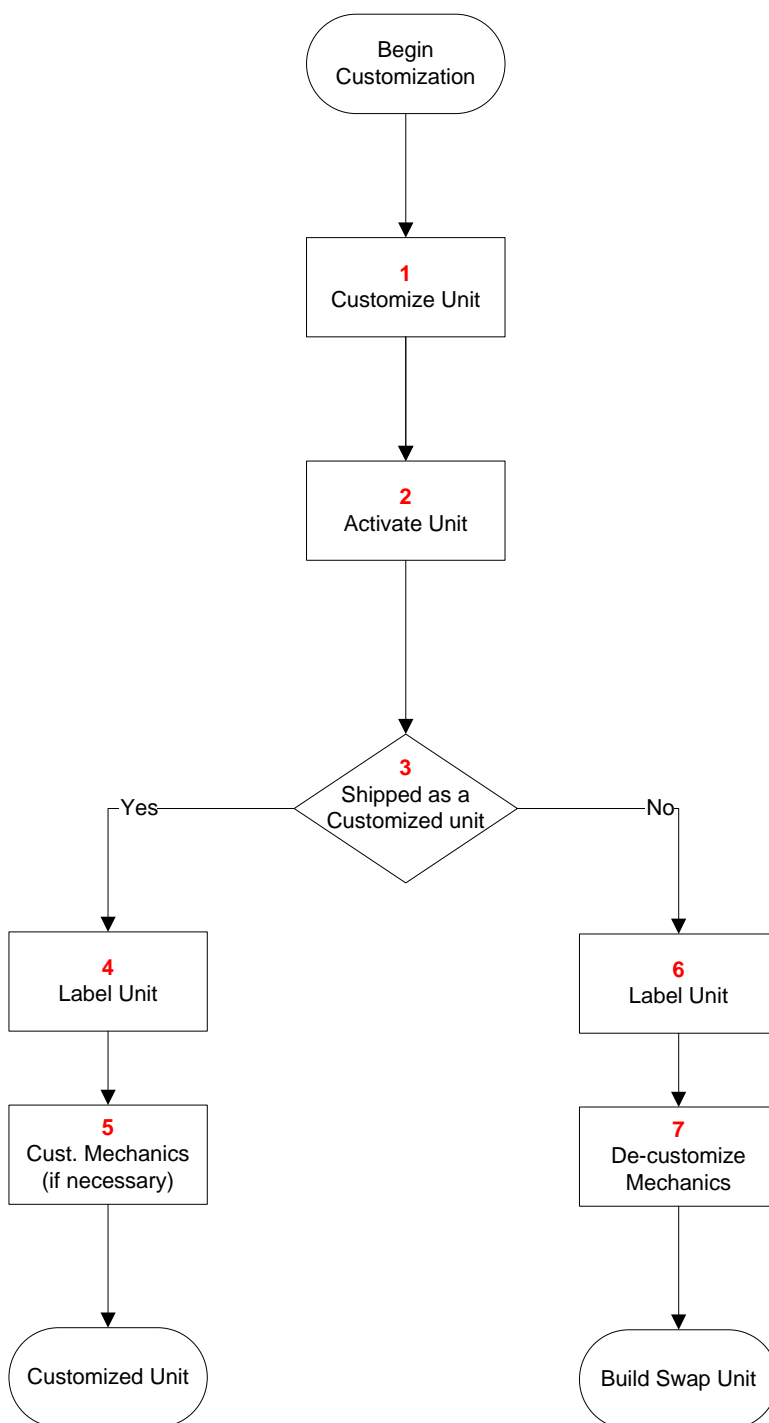 Begin
Customization
1
Customize Unit
2
Activate Unit
3
Shipped as a
Customized unit
Yes
No
4
Label Unit
6
Label Unit
5
Cust. Mechanics
(if necessary)
7
De-customize
Mechanics
Customized Unit
Build Swap Unit